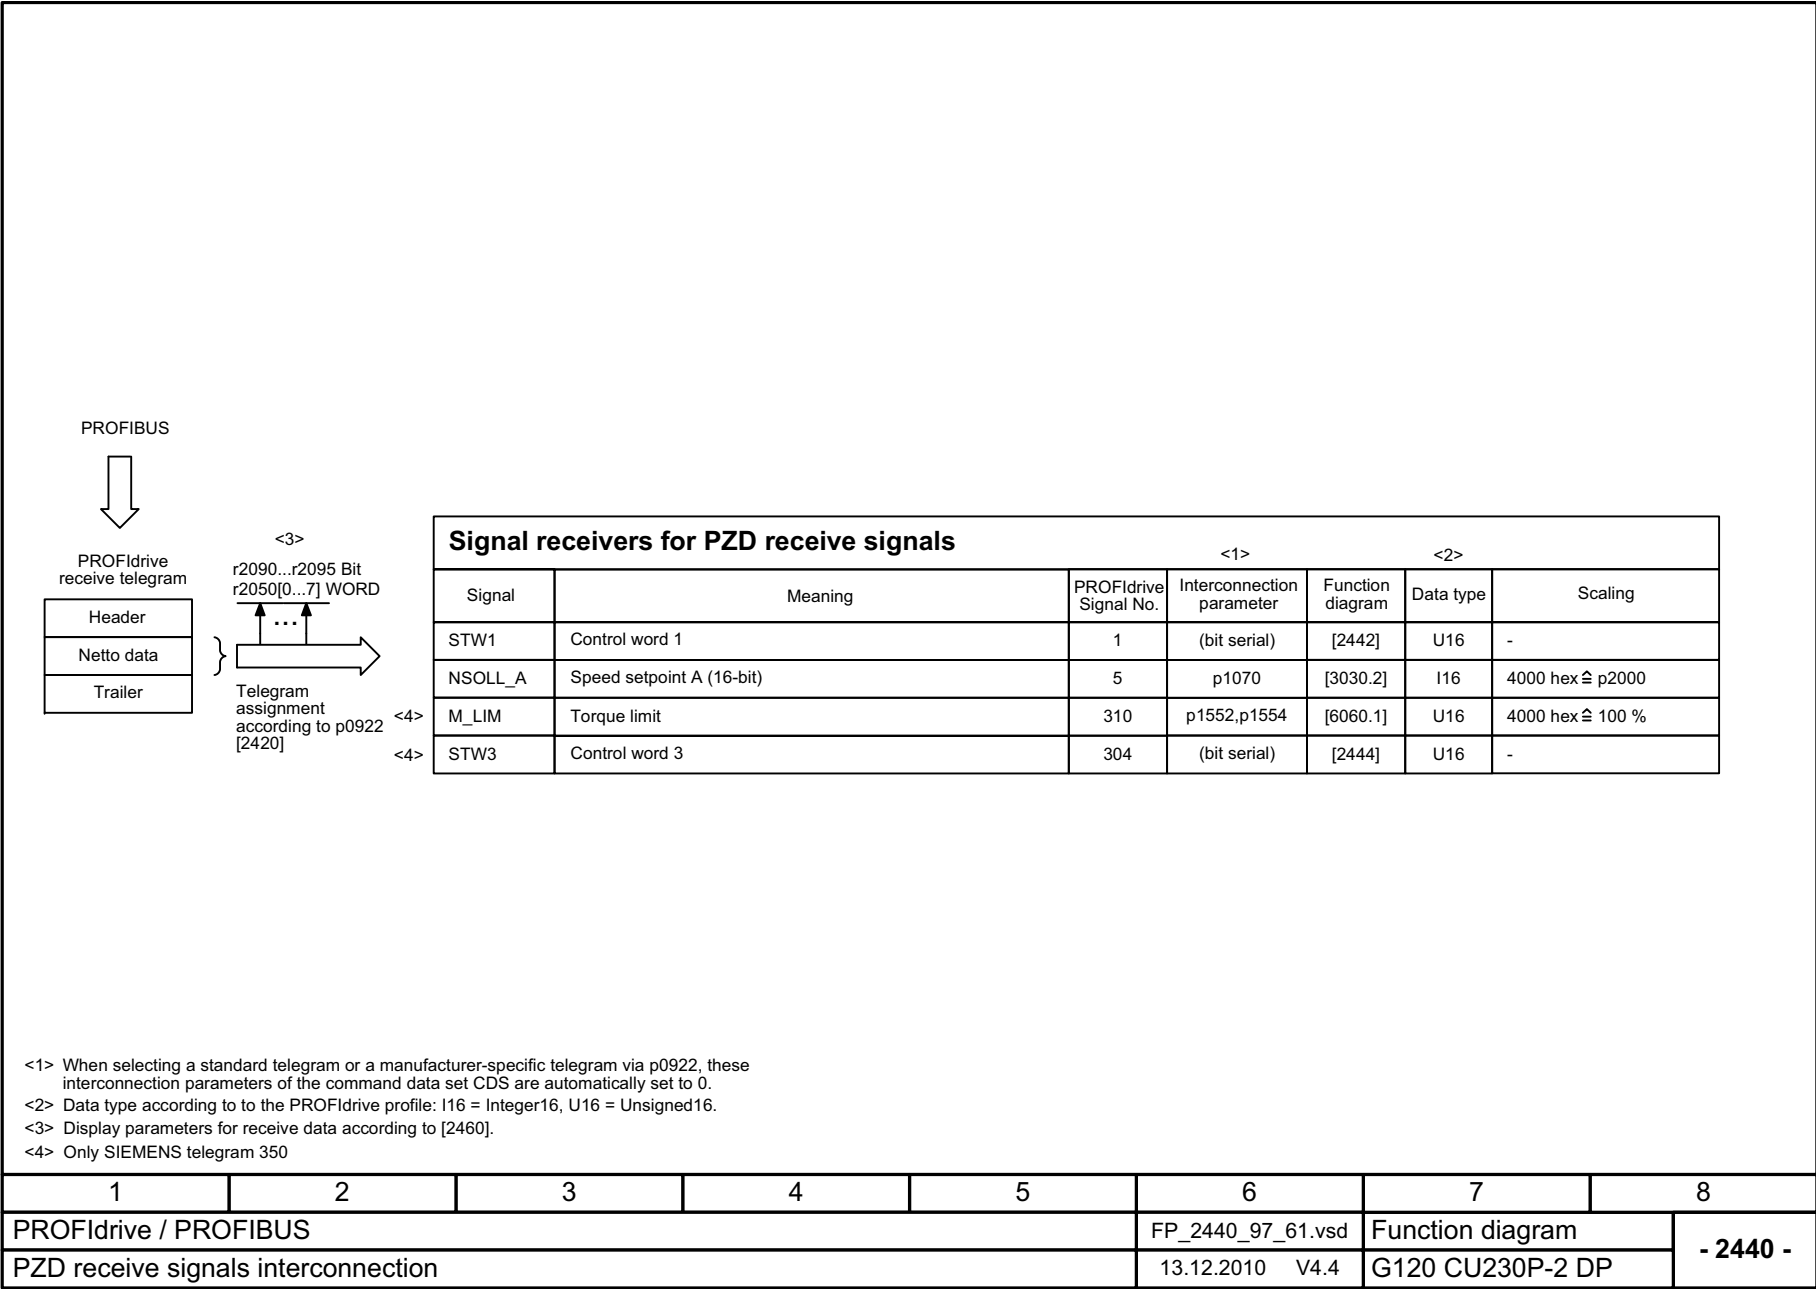 PROFIBUS
PROFIdrive
receive telegram
Header
Netto data
Trailer
<3>
r2090...r2095 Bit
r2050[0...7] WORD
...
Telegram
assignment
according to p0922
[2420]
Signal receivers for PZD receive signals
<1> <2>
Signal Meaning PROFIdrive Signal No. Interconnection parameter Function diagram Data type Scaling
STW1 Control word 1 1 (bit serial) [2442] U16 -
NSOLL_A Speed setpoint A (16-bit) 5 p1070 [3030.2] I16 4000 hex ≙ p2000
<4> M_LIM Torque limit 310 p1552,p1554 [6060.1] U16 4000 hex ≙ 100 %
<4> STW3 Control word 3 304 (bit serial) [2444] U16 -
<1> When selecting a standard telegram or a manufacturer-specific telegram via p0922, these
interconnection parameters of the command data set CDS are automatically set to 0.
<2> Data type according to to the PROFIdrive profile: I16 = Integer16, U16 = Unsigned16.
<3> Display parameters for receive data according to [2460].
<4> Only SIEMENS telegram 350
1 2 3 4 5 6 7 8
PROFIdrive / PROFIBUS FP_2440_97_61.vsd Function diagram
- 2440 -
PZD receive signals interconnection 13.12.2010 V4.4 G120 CU230P-2 DP